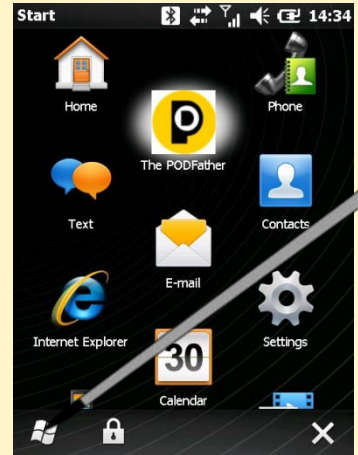 Start 14:34
Home
The PODFather
Phone
Text
E-mail
Contacts
Internet Explorer
30
Calendar
Settings